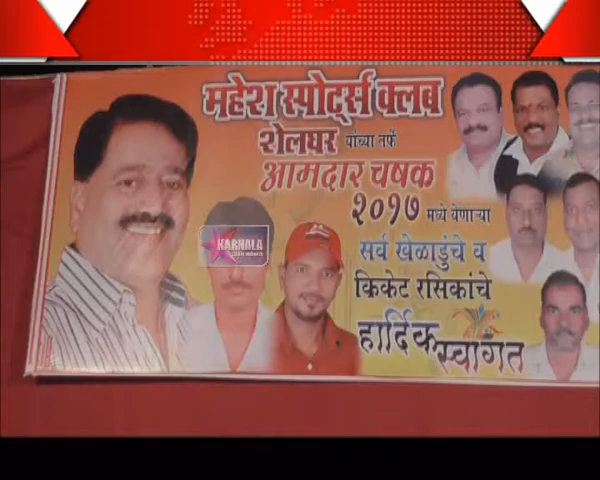 महेश स्पोर्ट्स क्लब
शेलघर यांच्या तर्फे
आमदार चषक
२०१७ मध्ये येणाऱ्या
सर्व खेळाडुंचे व
क्रिकेट रसिकांचे
हार्दिक स्वागत
KARNALA